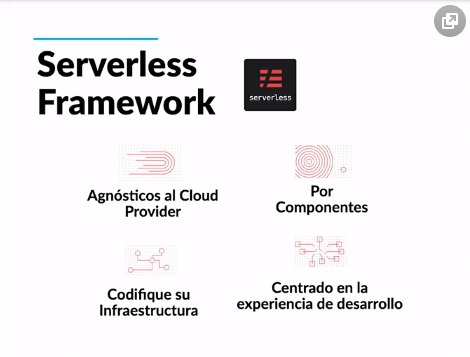 Serverless
Framework
serverless
Agnósticos al Cloud
Provider
Por
Componentes
Codifique su
Infraestructura
Centrado en la
experiencia de desarrollo